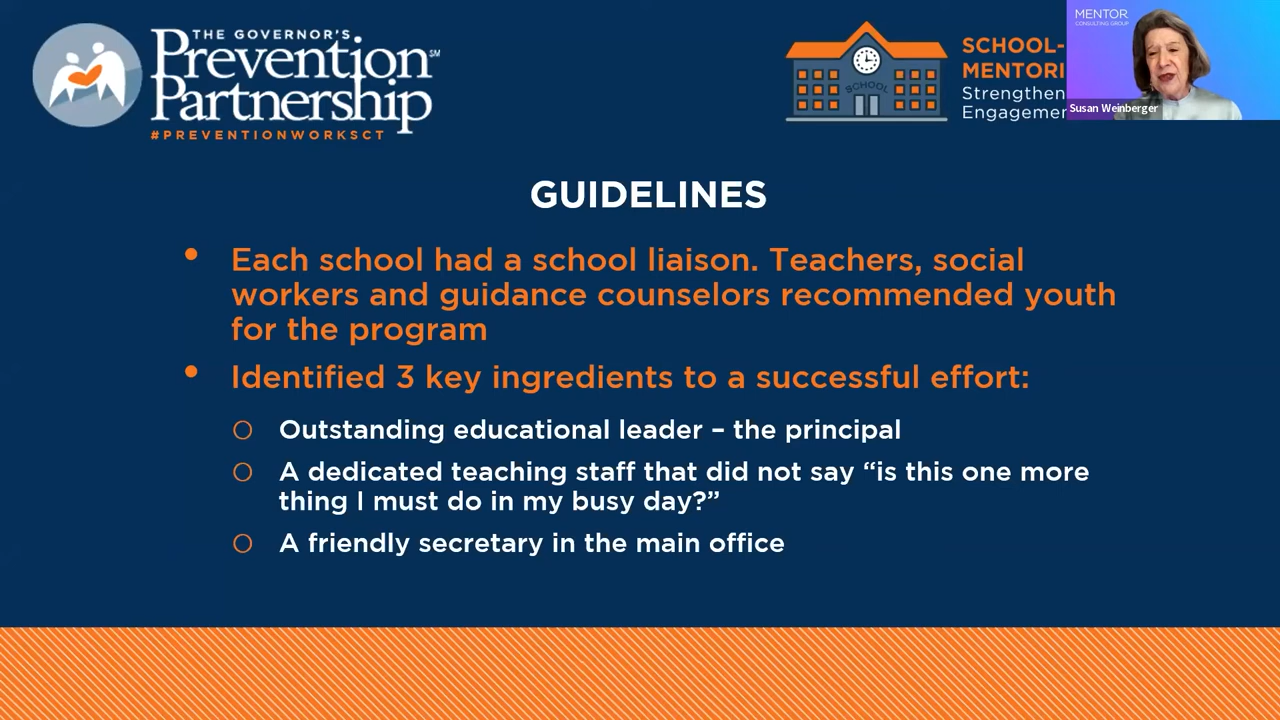 THE GOVERNOR'S
Prevention
Partnership
SM
#PREVENTIONWORKSCT
SCHOOL
SCHOOL-
MENTORI
Strengthen
Engagemen
MENTOR
CONSULTING GROUP
Susan Weinberger
GUIDELINES
• Each school had a school liaison. Teachers, social
workers and guidance counselors recommended youth
for the program
• Identified 3 key ingredients to a successful effort:
○ Outstanding educational leader – the principal
○ A dedicated teaching staff that did not say “is this one more
thing I must do in my busy day?”
○ A friendly secretary in the main office